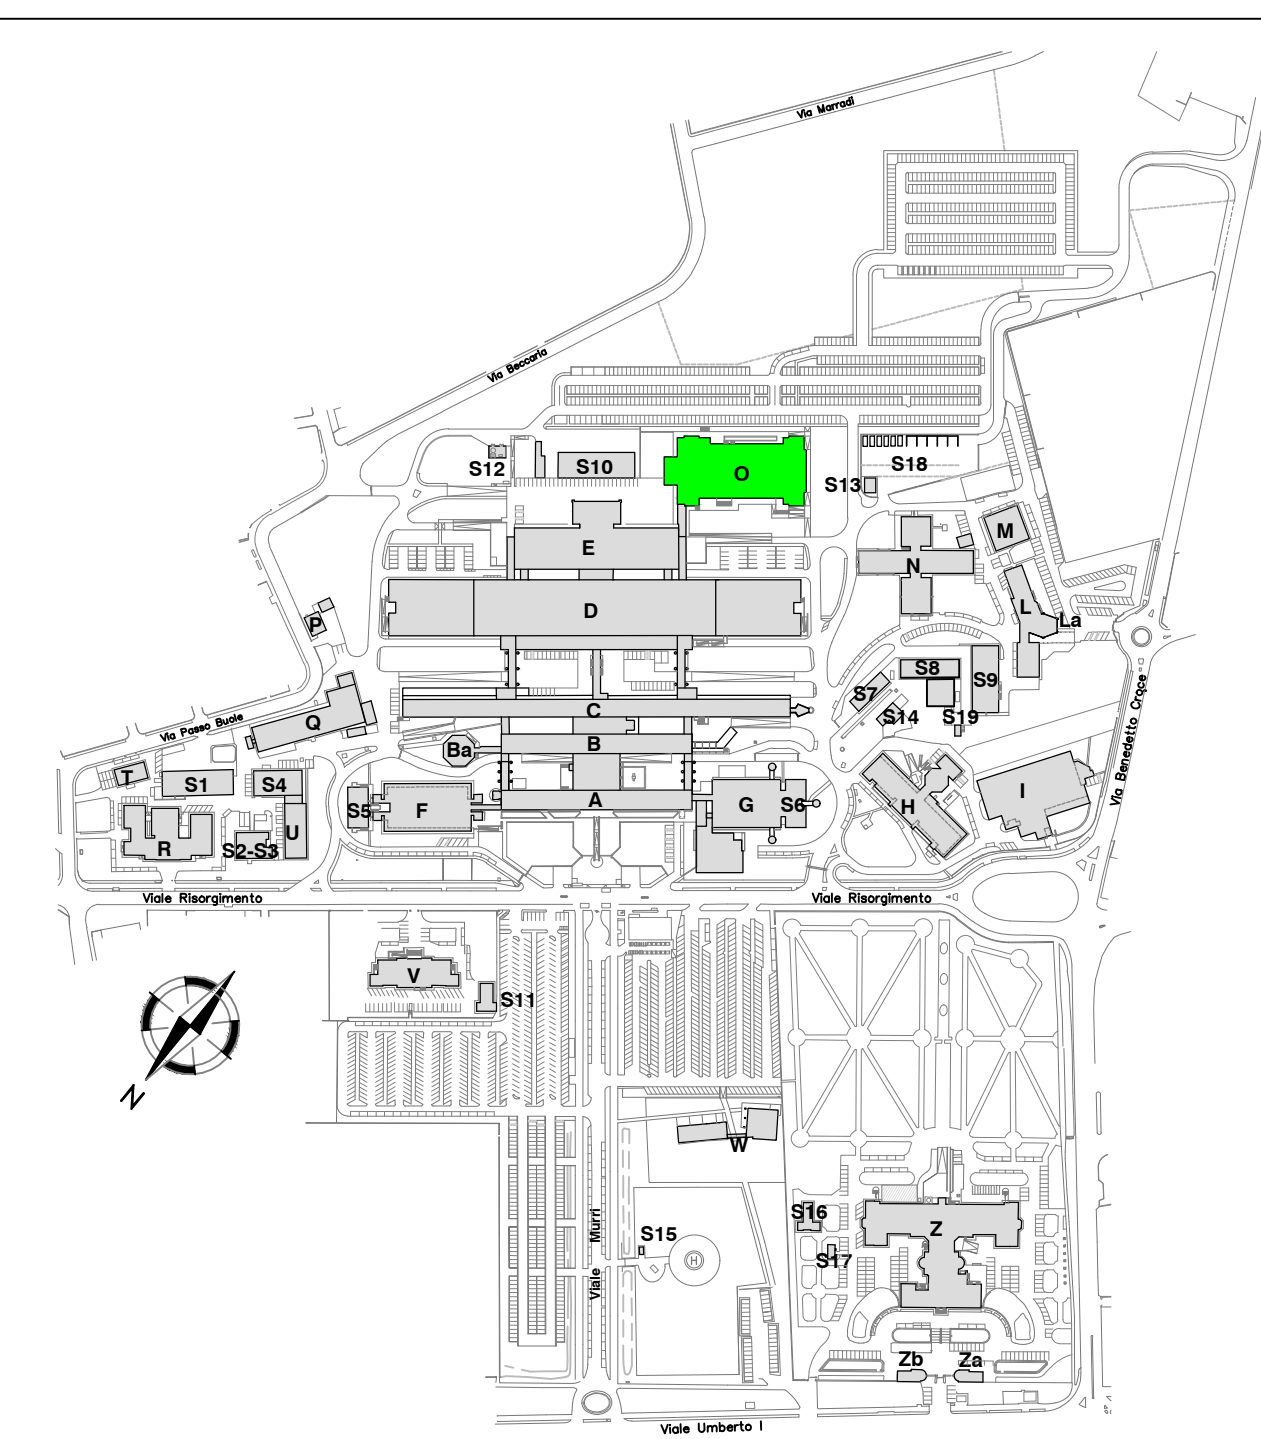 Via Marradi
Via Beccaria
S12
S10
O
S13
S18
E
N
M
D
P
L
La
S8
S7
S9
S14
S19
C
Q
Via Passo Buole
B
Ba
Via Benedetto Croce
T
S1
S4
S5
F
A
G
S6
H
I
R
S2-S3
U
Viale Risorgimento
Viale Risorgimento
V
S11
N
W
S16
Z
S15
H
S17
Viale Murri
Zb
Za
Viale Umberto I